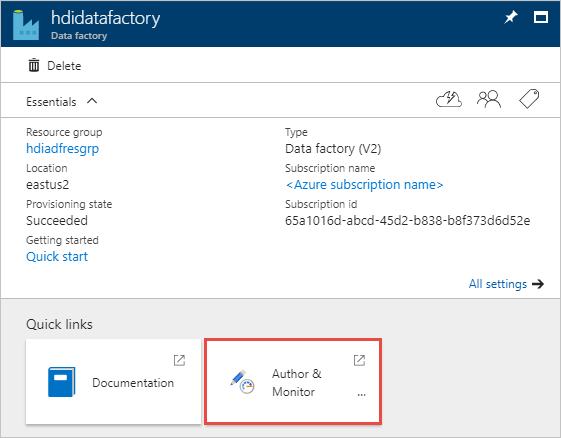 hdidatafactory
Data factory
Delete
Essentials
Resource group
hdiadfresgrp
Location
eastus2
Provisioning state
Succeeded
Getting started
Quick start
Type
Data factory (V2)
Subscription name
<Azure subscription name>
Subscription id
65a1016d-abcd-45d2-b838-b8f373d6d52e
All settings
Quick links
Documentation
Author &
Monitor ...